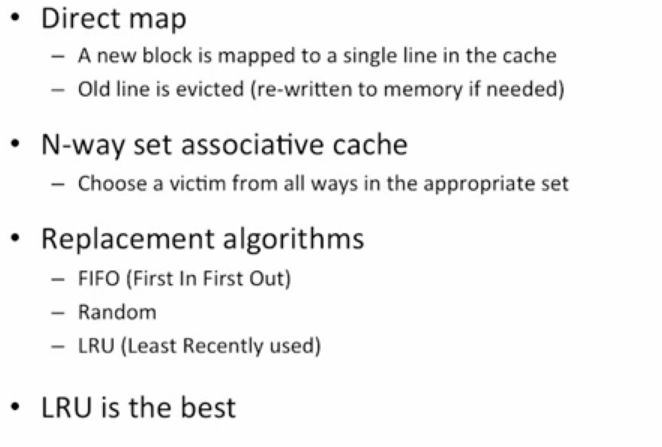 • Direct map
– A new block is mapped to a single line in the cache
– Old line is evicted (re-written to memory if needed)
• N-way set associative cache
– Choose a victim from all ways in the appropriate set
• Replacement algorithms
– FIFO (First In First Out)
– Random
– LRU (Least Recently used)
• LRU is the best